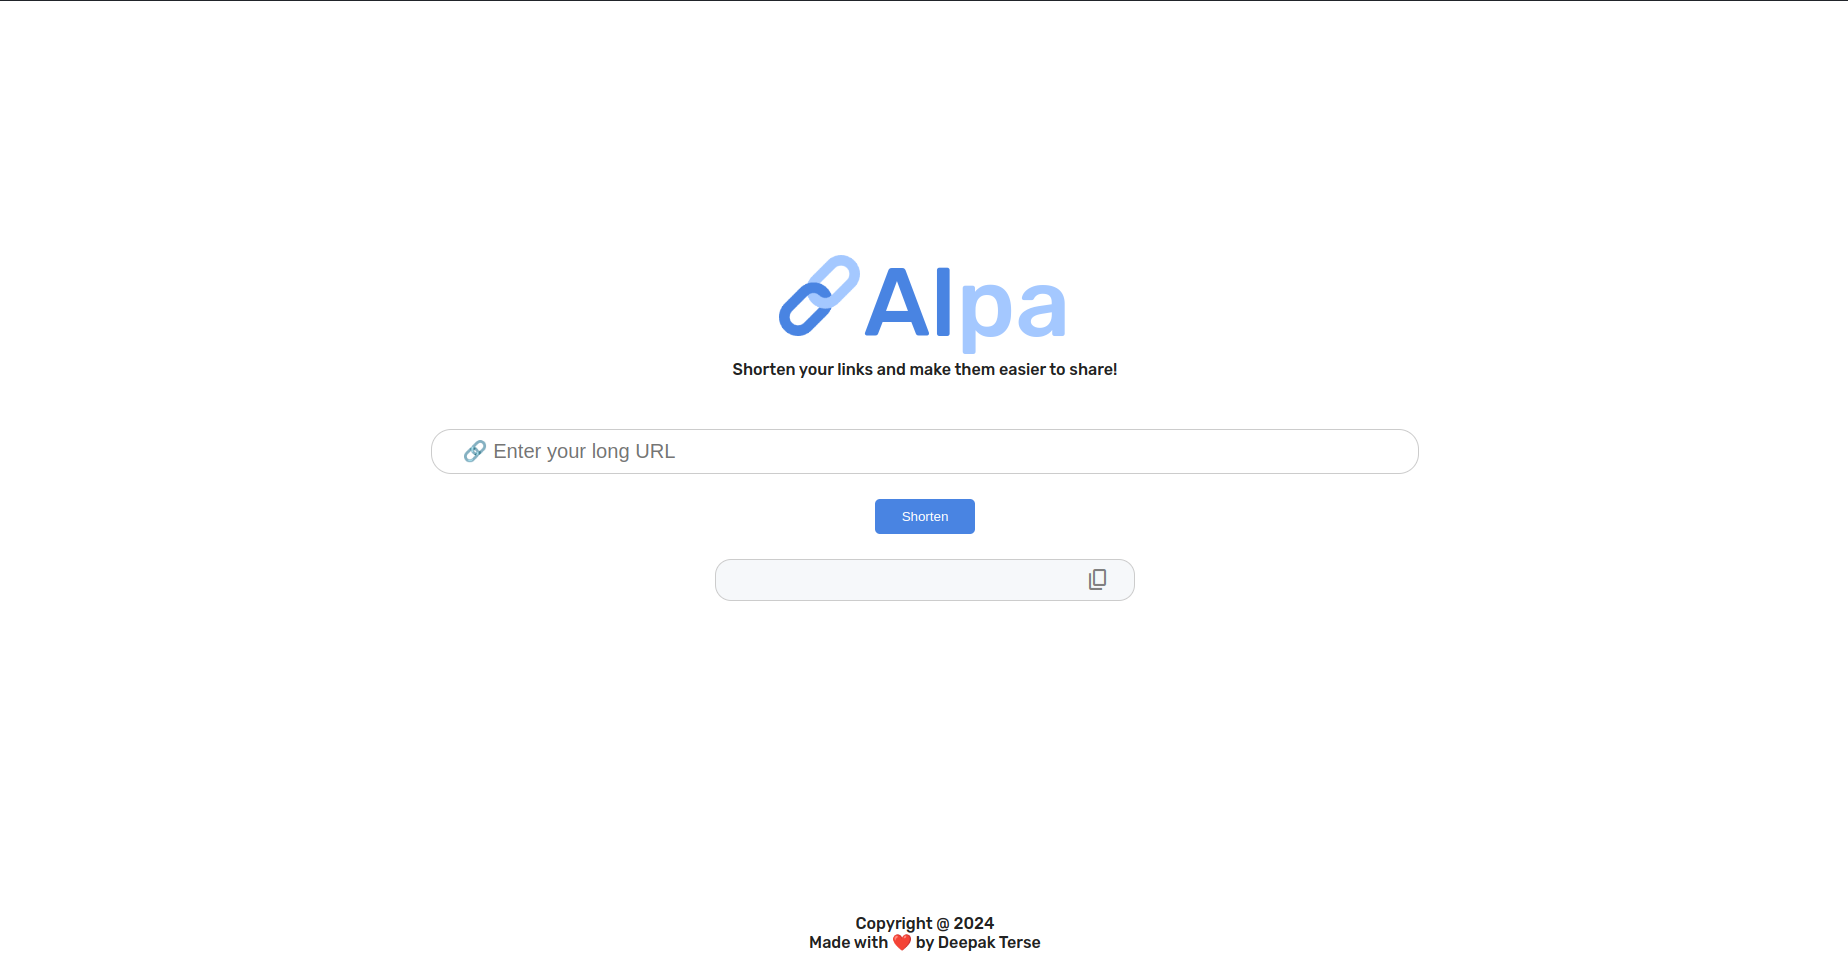 Alpa
Shorten your links and make them easier to share!
🔗 Enter your long URL
Shorten
Copyright @ 2024
Made with ❤️ by Deepak Terse